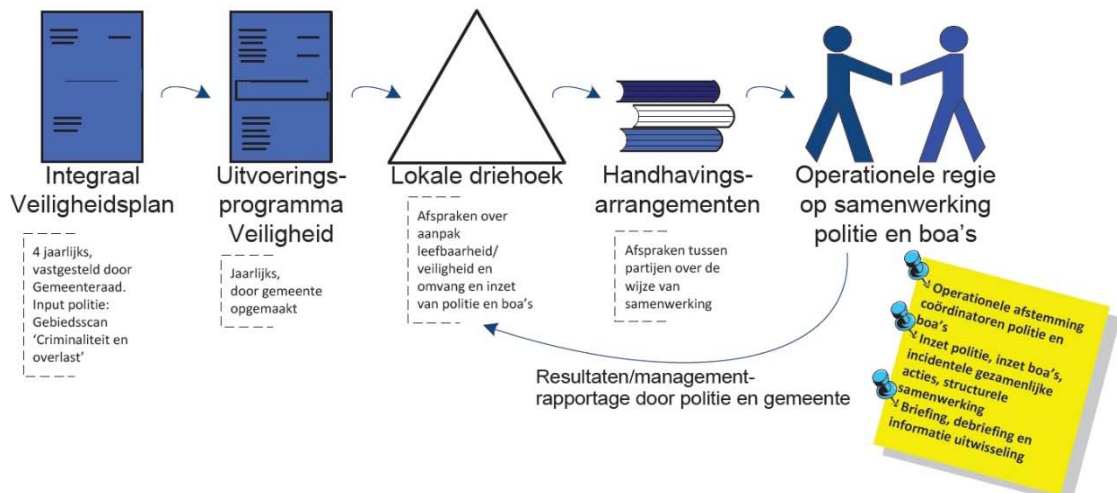 Integraal
Veiligheidsplan
4 jaarlijks,
vastgesteld door
Gemeenteraad.
Input politie:
Gebiedsscan
‘Criminaliteit en
overlast’
Uitvoerings-
programma
Veiligheid
Jaarlijks,
door gemeente
opgemaakt
Lokale driehoek
Afspraken over
aanpak
leefbaarheid/
veiligheid en
omvang en inzet
van politie en boa’s
Handhavings-
arrangementen
Afspraken tussen
partijen over de
wijze van
samenwerking
Operationele regie
op samenwerking
politie en boa’s
Operationele afstemming
coördinatoren politie en
boa’s
Inzet politie, inzet boa’s,
incidentele gezamenlijke
acties, structurele
samenwerking
Briefing, debriefing en
informatie uitwisseling
Resultaten/management-
rapportage door politie en gemeente